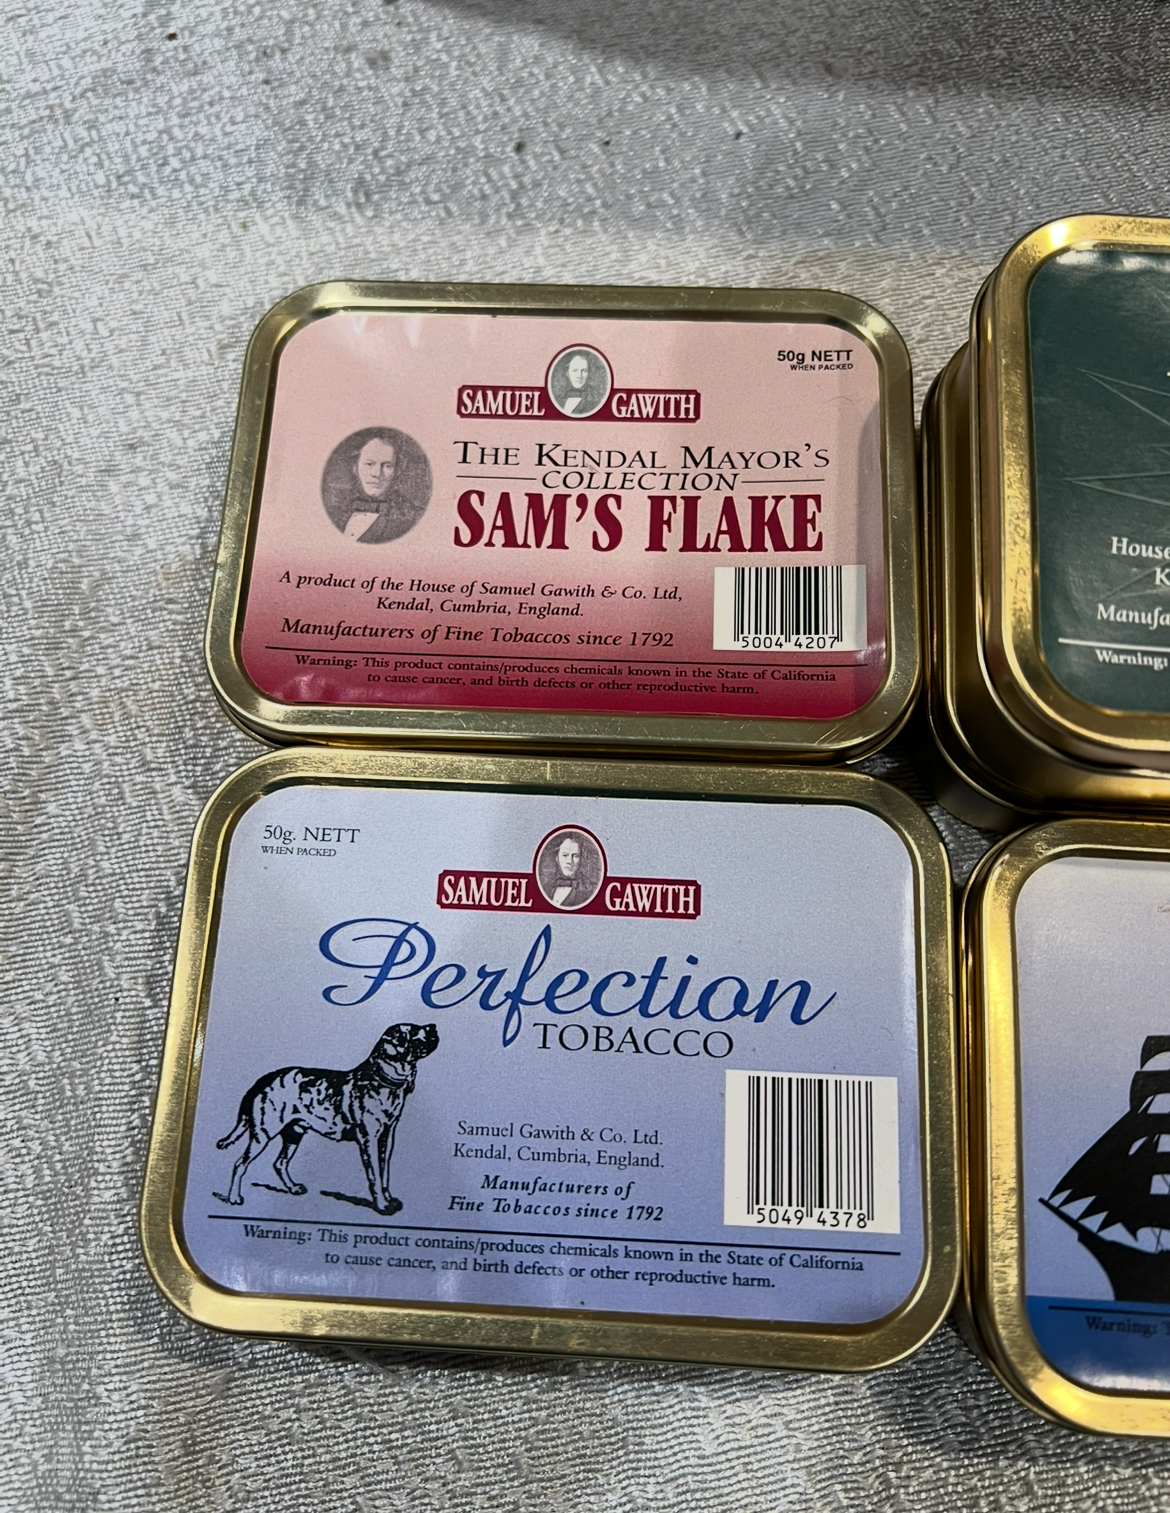 50g NETT
WHEN PACKED
SAMUEL GAWITH
THE KENDAL MAYOR'S
COLLECTION
SAM'S FLAKE
A product of the House of Samuel Gawith & Co. Ltd,
Kendal, Cumbria, England.
Manufacturers of Fine Tobaccos since 1792
5004 4207
Warning: This product contains/produces chemicals known in the State of California
to cause cancer, and birth defects or other reproductive harm.
50g. NETT
WHEN PACKED
SAMUEL GAWITH
Perfection
TOBACCO
Samuel Gawith & Co. Ltd.
Kendal, Cumbria, England.
Manufacturers of
Fine Tobaccos since 1792
5049 4378
Warning: This product contains/produces chemicals known in the State of California
to cause cancer, and birth defects or other reproductive harm.
House
K
Manufa
Warning:
Warning: